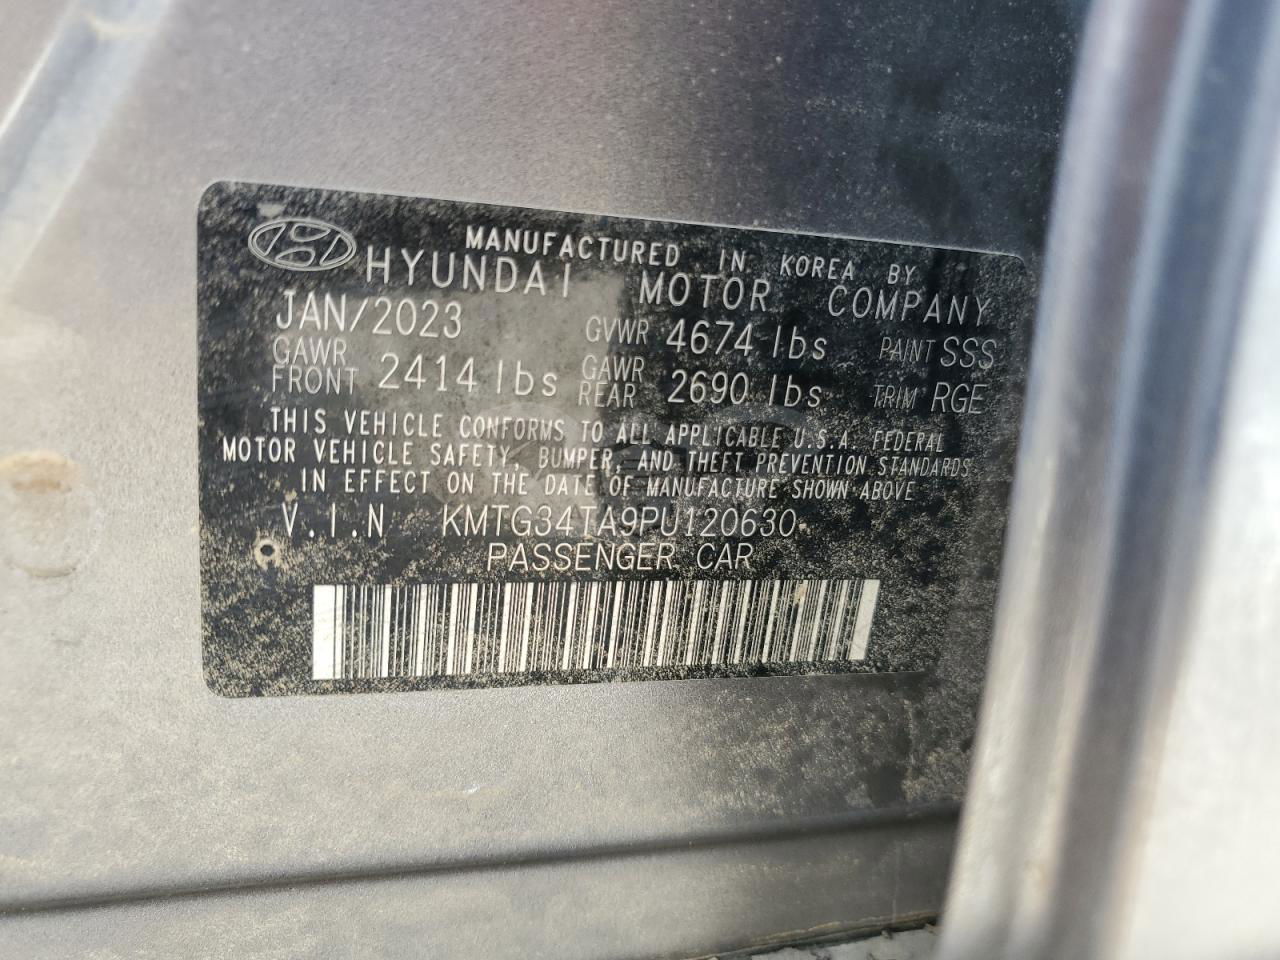 MANUFACTURED IN KOREA BY
HYUNDAI MOTOR COMPANY
JAN/2023 GVWR 4674 lbs PAINT SSS
GAWR FRONT 2414 lbs GAWR REAR 2690 lbs TRIM RGE
THIS VEHICLE CONFORMS TO ALL APPLICABLE U.S.A. FEDERAL
MOTOR VEHICLE SAFETY, BUMPER, AND THEFT PREVENTION STANDARDS
IN EFFECT ON THE DATE OF MANUFACTURE SHOWN ABOVE
V.I.N KMTG34TA9PU120630
PASSENGER CAR